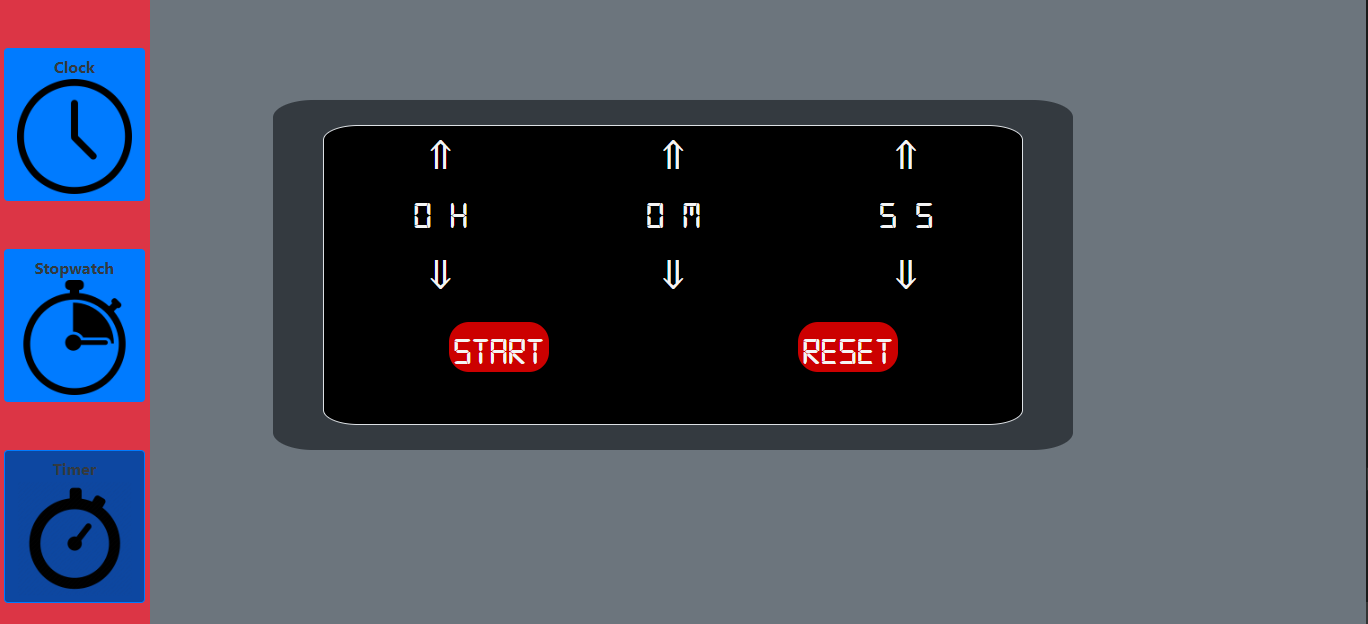 Clock
Stopwatch
Timer
⇑ ⇑ ⇑
0 H 0 M 5 S
⇓ ⇓ ⇓
START RESET